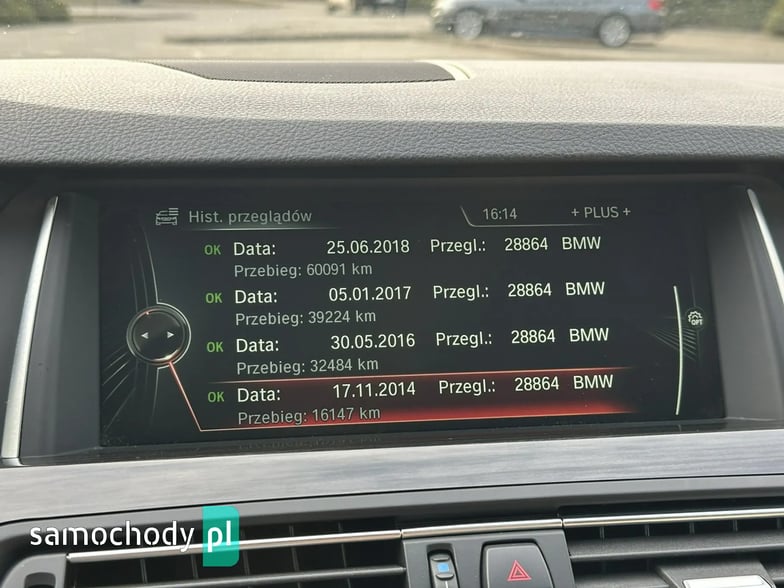 Hist. przeglądów 16:14 + PLUS +
OK Data: 25.06.2018 Przegl.: 28864 BMW
Przebieg: 60091 km
OK Data: 05.01.2017 Przegl.: 28864 BMW
Przebieg: 39224 km
OPT
OK Data: 30.05.2016 Przegl.: 28864 BMW
Przebieg: 32484 km
OK Data: 17.11.2014 Przegl.: 28864 BMW
Przebieg: 16147 km
samochody pl